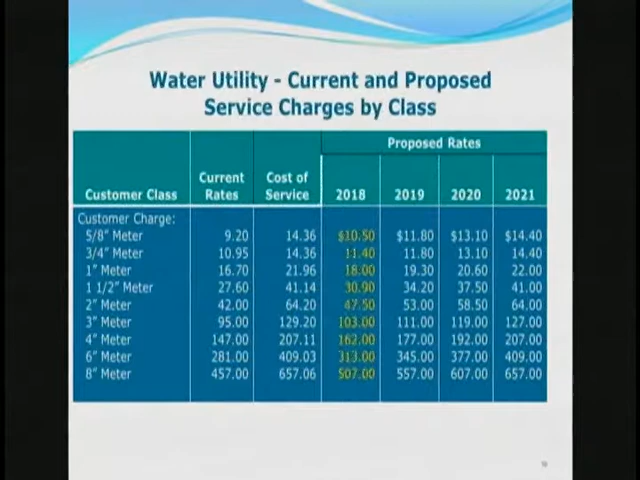 Water Utility - Current and Proposed
Service Charges by Class
Proposed Rates
Customer Class Current Rates Cost of Service 2018 2019 2020 2021
Customer Charge:
5/8" Meter 9.20 14.36 $10.50 $11.80 $13.10 $14.40
3/4" Meter 10.95 14.36 11.40 11.80 13.10 14.40
1" Meter 16.70 21.96 18.00 19.30 20.60 22.00
1 1/2" Meter 27.60 41.14 30.90 34.20 37.50 41.00
2" Meter 42.00 64.20 47.50 53.00 58.50 64.00
3" Meter 95.00 129.20 103.00 111.00 119.00 127.00
4" Meter 147.00 207.11 162.00 177.00 192.00 207.00
6" Meter 281.00 409.03 313.00 345.00 377.00 409.00
8" Meter 457.00 657.06 507.00 557.00 607.00 657.00